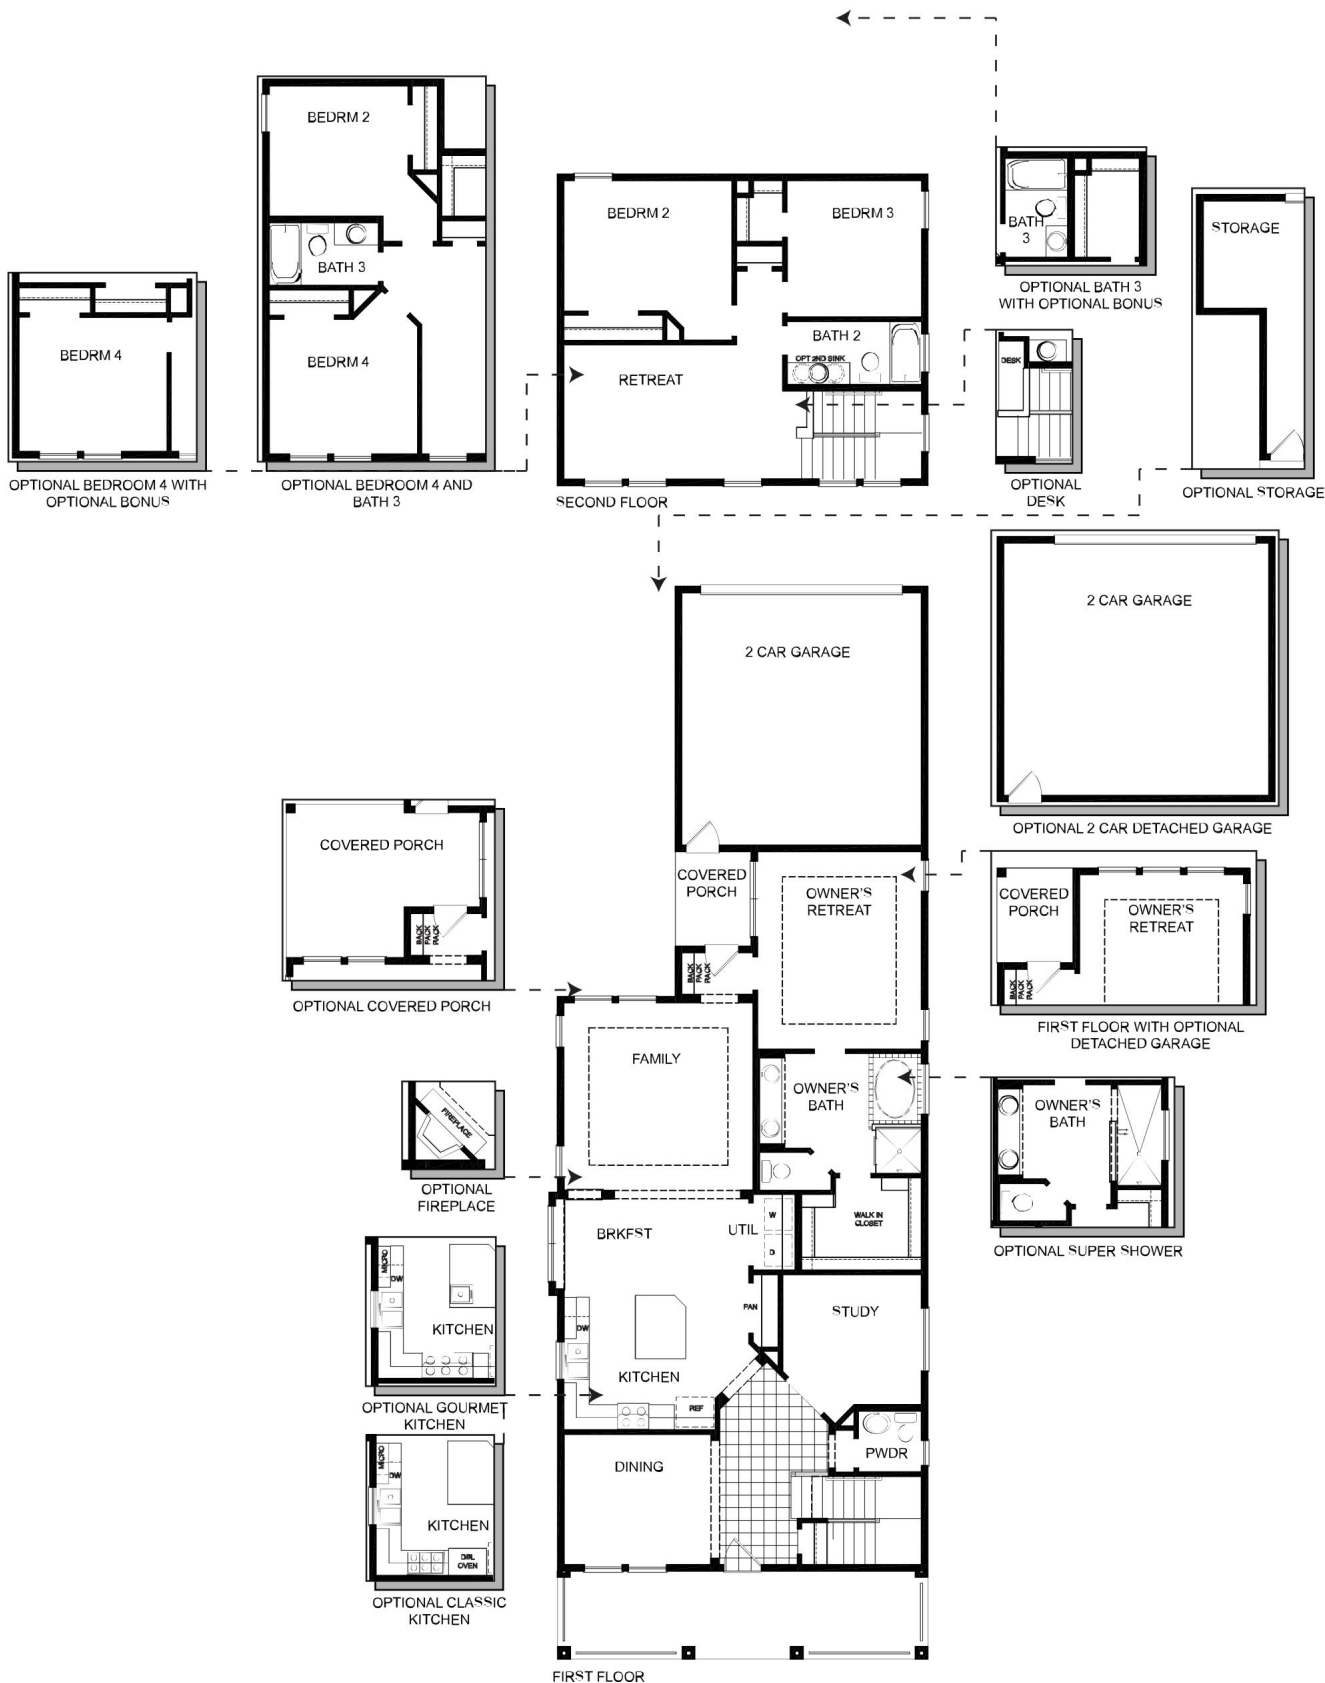 BEDRM 2
BATH 3
BEDRM 4
OPTIONAL BEDROOM 4 AND
BATH 3
BEDRM 4
OPTIONAL BEDROOM 4 WITH
OPTIONAL BONUS
BEDRM 2
BEDRM 3
BATH 2
OPT 2ND SINK
RETREAT
SECOND FLOOR
BATH
3
OPTIONAL BATH 3
WITH OPTIONAL BONUS
DESK
OPTIONAL
DESK
STORAGE
OPTIONAL STORAGE
2 CAR GARAGE
OPTIONAL 2 CAR DETACHED GARAGE
2 CAR GARAGE
COVERED PORCH
BACK
PACK
RACK
OPTIONAL COVERED PORCH
COVERED
PORCH
OWNER'S
RETREAT
BACK
PACK
RACK
COVERED
PORCH
OWNER'S
RETREAT
BACK
PACK
RACK
FIRST FLOOR WITH OPTIONAL
DETACHED GARAGE
FAMILY
OWNER'S
BATH
OWNER'S
BATH
OPTIONAL SUPER SHOWER
FIREPLACE
OPTIONAL
FIREPLACE
BRKFST
UTIL
W
D
WALK IN
CLOSET
MICRO
DW
KITCHEN
OPTIONAL GOURMET
KITCHEN
PAN
STUDY
DW
KITCHEN
REF
MICRO
DW
KITCHEN
DBL
OVEN
OPTIONAL CLASSIC
KITCHEN
DINING
PWDR
FIRST FLOOR